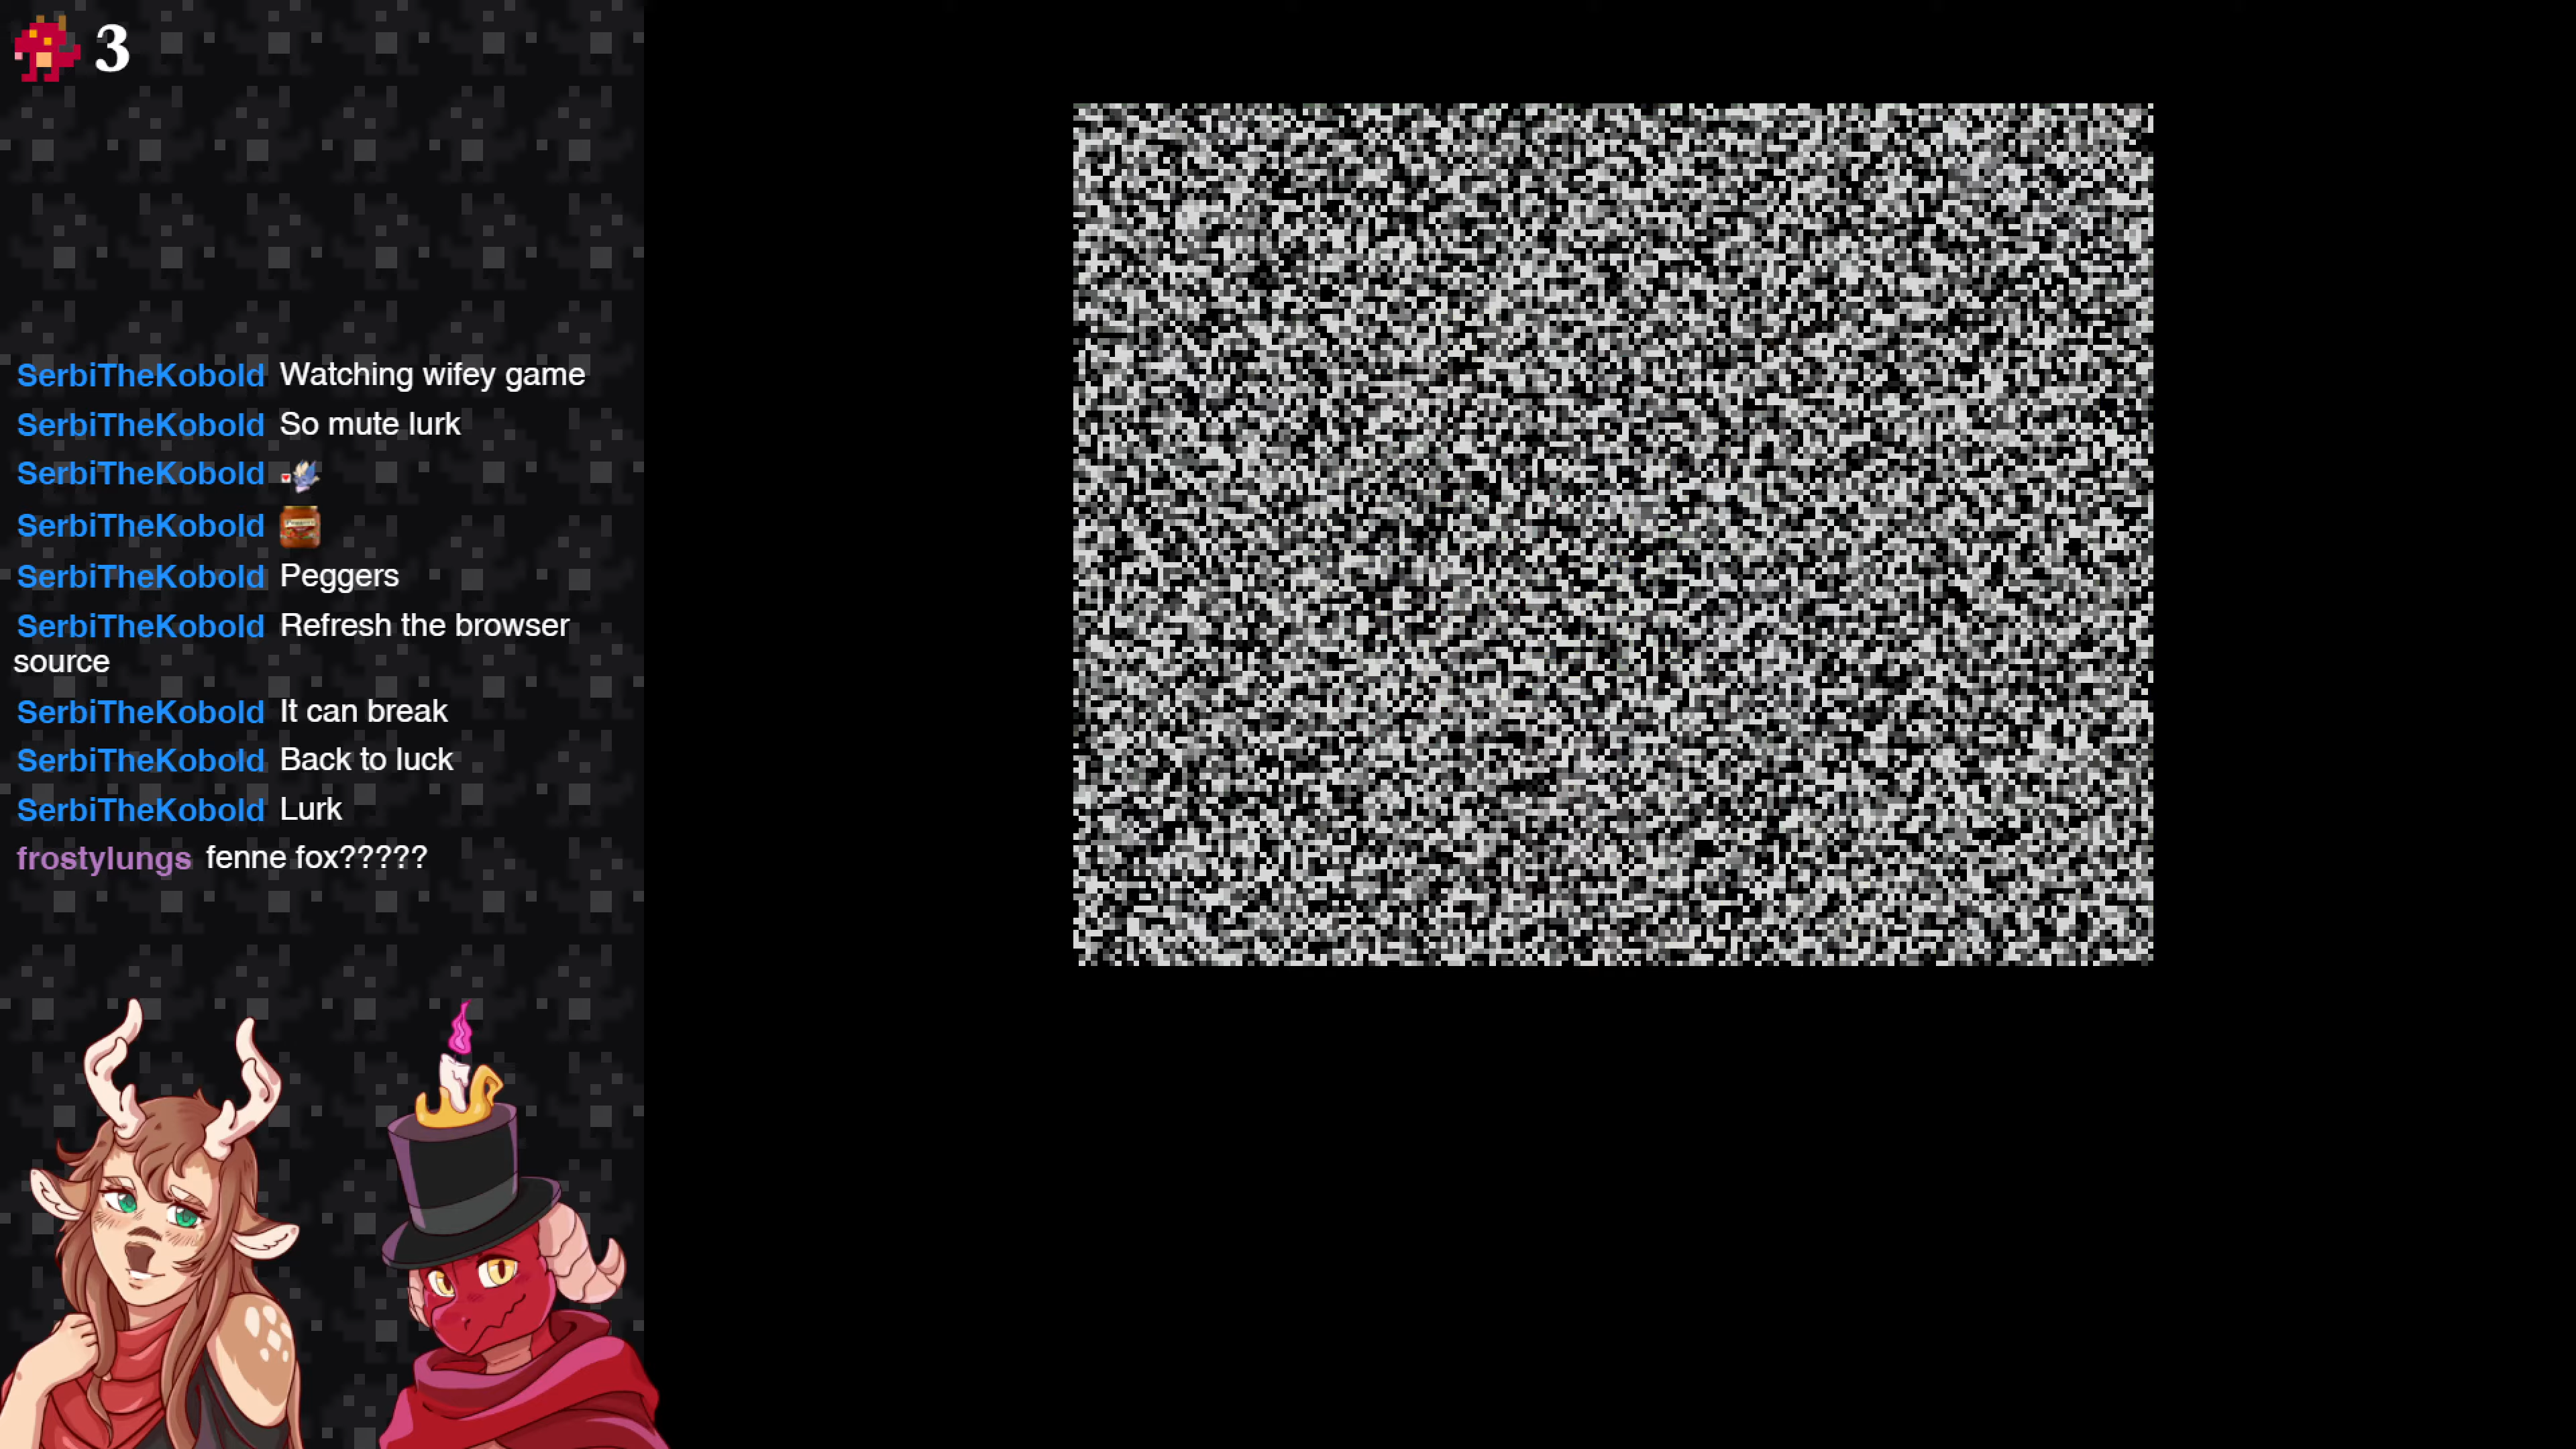 3
SerbiTheKobold Watching wifey game
SerbiTheKobold So mute lurk
SerbiTheKobold
SerbiTheKobold
SerbiTheKobold Peggers
SerbiTheKobold Refresh the browser
source
SerbiTheKobold It can break
SerbiTheKobold Back to luck
SerbiTheKobold Lurk
frostylungs fenne fox?????